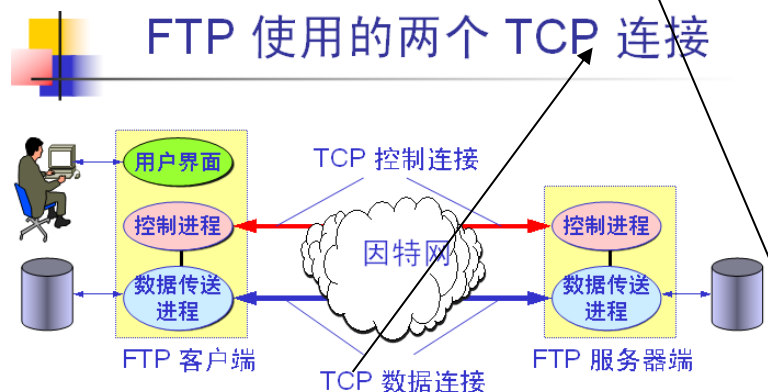 FTP 使用的两个 TCP 连接
TCP 控制连接
用户界面
控制进程
控制进程
因特网
数据传送
进程
数据传送
进程
FTP 客户端
FTP 服务器端
TCP 数据连接